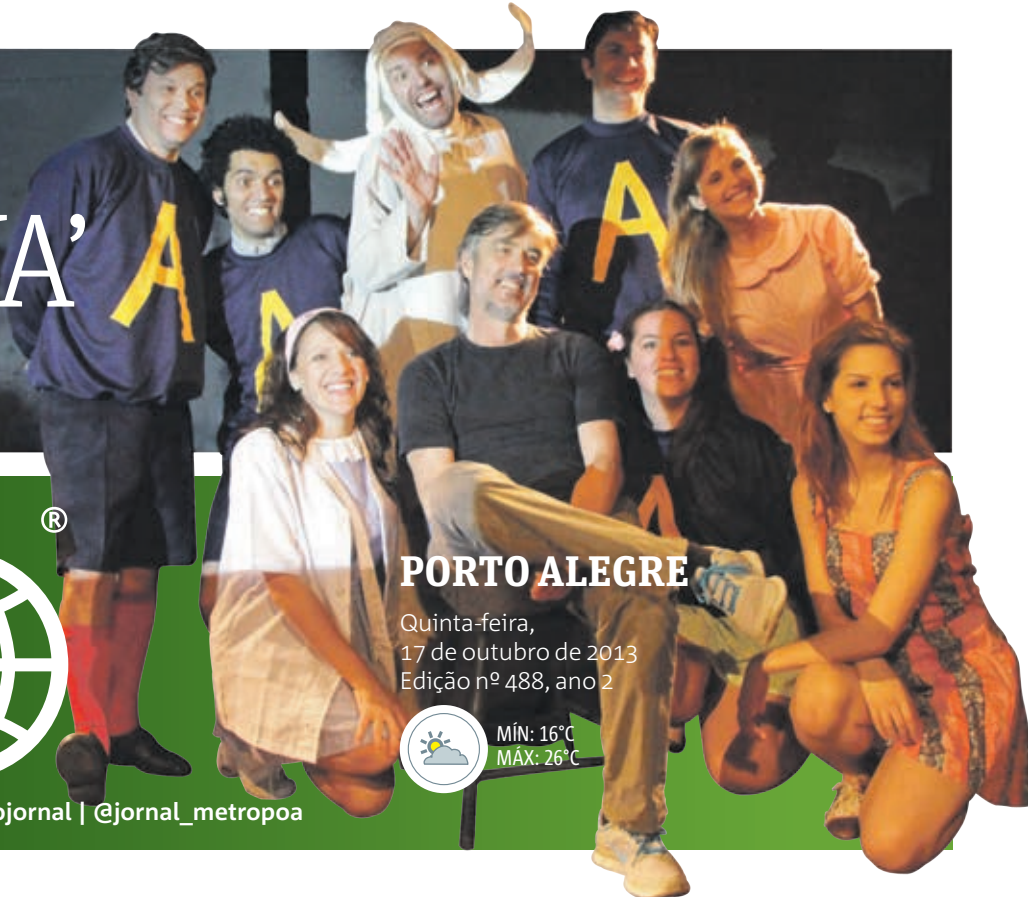 A'
A
A
A
A
®
PORTO ALEGRE
Quinta-feira,
17 de outubro de 2013
Edição nº 488, ano 2
MÍN: 16°C
MÁX: 26°C
ojornal | @jornal_metropoa